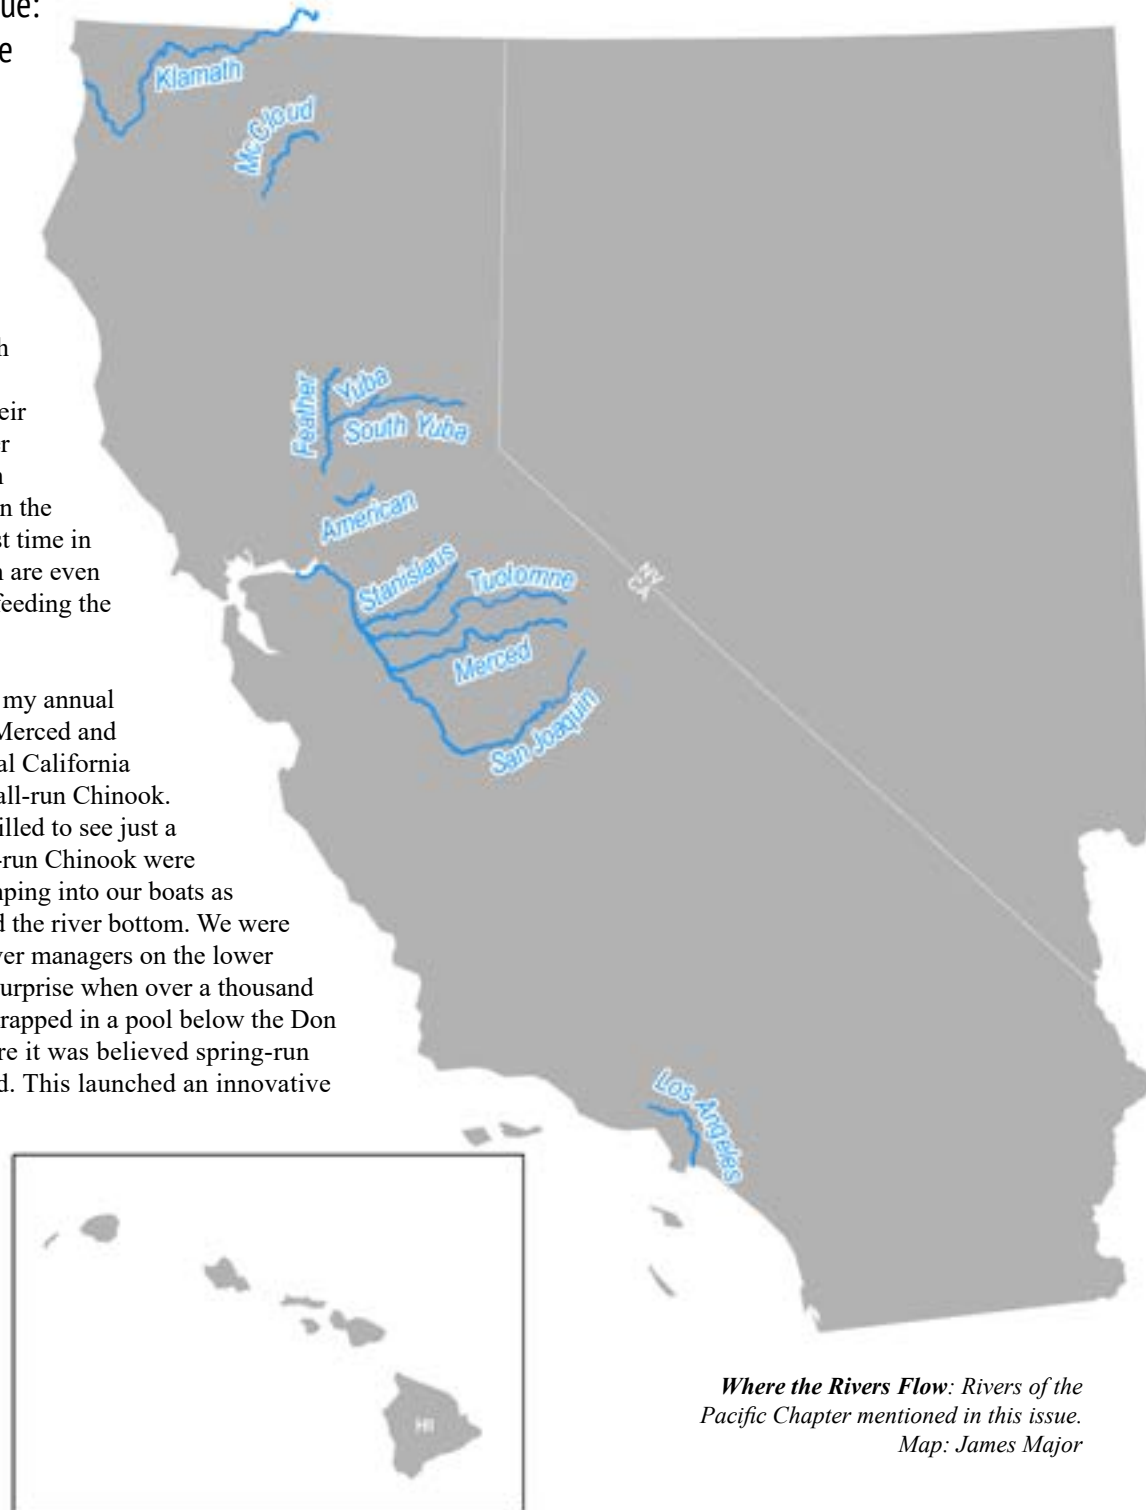 ue:
e
h
eir
r
n
n the
st time in
n are even
feeding the
my annual
Merced and
al California
all-run Chinook.
illed to see just a
-run Chinook were
nping into our boats as
d the river bottom. We were
ver managers on the lower
surprise when over a thousand
trapped in a pool below the Don
re it was believed spring-run
d. This launched an innovative
Klamath
McCloud
Feather
Yuba
South Yuba
American
Stanislaus
Tuolomne
Merced
San Joaquin
Los Angeles
HI
Where the Rivers Flow: Rivers of the
Pacific Chapter mentioned in this issue.
Map: James Major